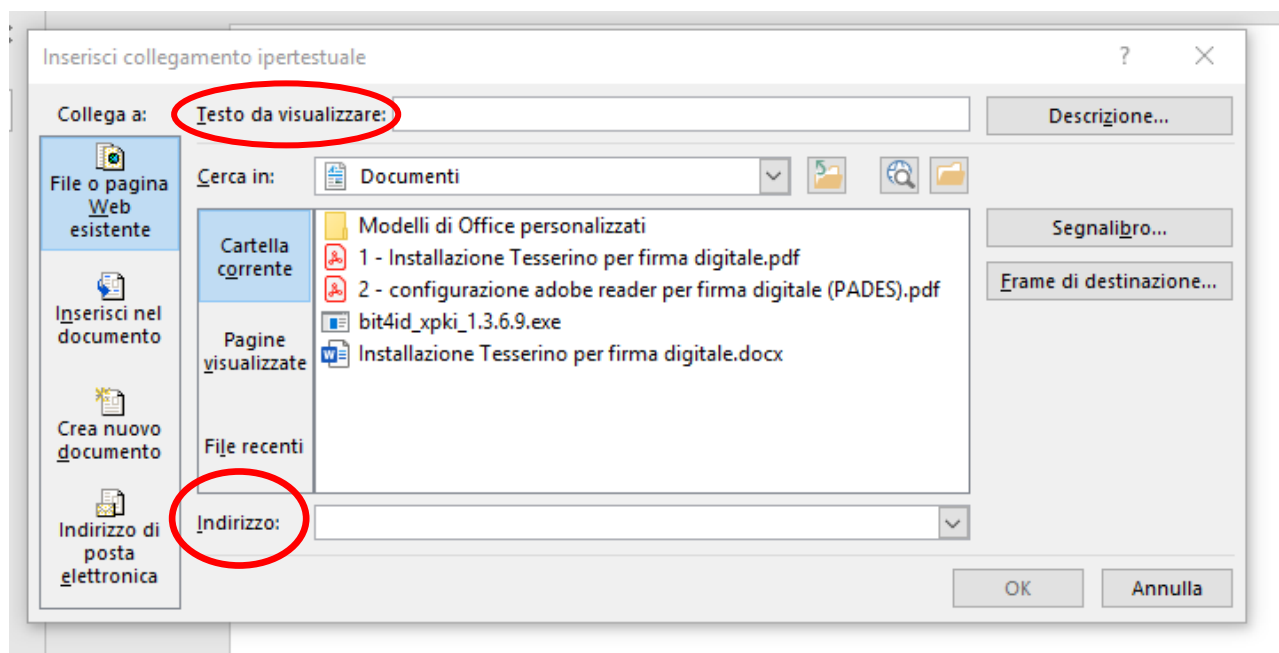 Inserisci collegamento ipertestuale
?
Collega a:
Testo da visualizzare:
Descrizione...
File o pagina
Web
esistente
Cerca in:
Documenti
Cartella
corrente
Modelli di Office personalizzati
1 - Installazione Tesserino per firma digitale.pdf
2 - configurazione adobe reader per firma digitale (PADES).pdf
bit4id_xpki_1.3.6.9.exe
Installazione Tesserino per firma digitale.docx
Segnalibro...
Frame di destinazione...
Inserisci nel
documento
Pagine
visualizzate
Crea nuovo
documento
File recenti
Indirizzo di
posta
elettronica
Indirizzo:
OK
Annulla